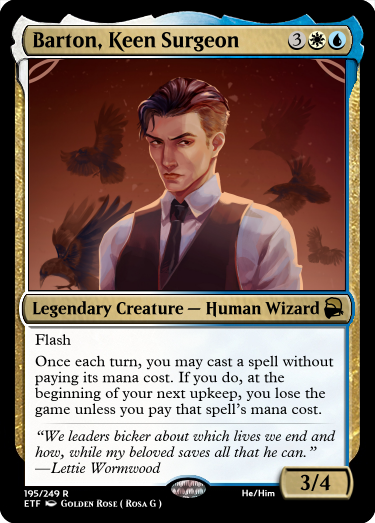 Barton, Keen Surgeon 3
Legendary Creature — Human Wizard
Flash
Once each turn, you may cast a spell without
paying its mana cost. If you do, at the
beginning of your next upkeep, you lose the
game unless you pay that spell's mana cost.
“We leaders bicker about which lives we end and
how, while my beloved saves all that he can.”
—Lettie Wormwood
3/4
195/249 R He/Him
ETF Golden Rose ( Rosa G )